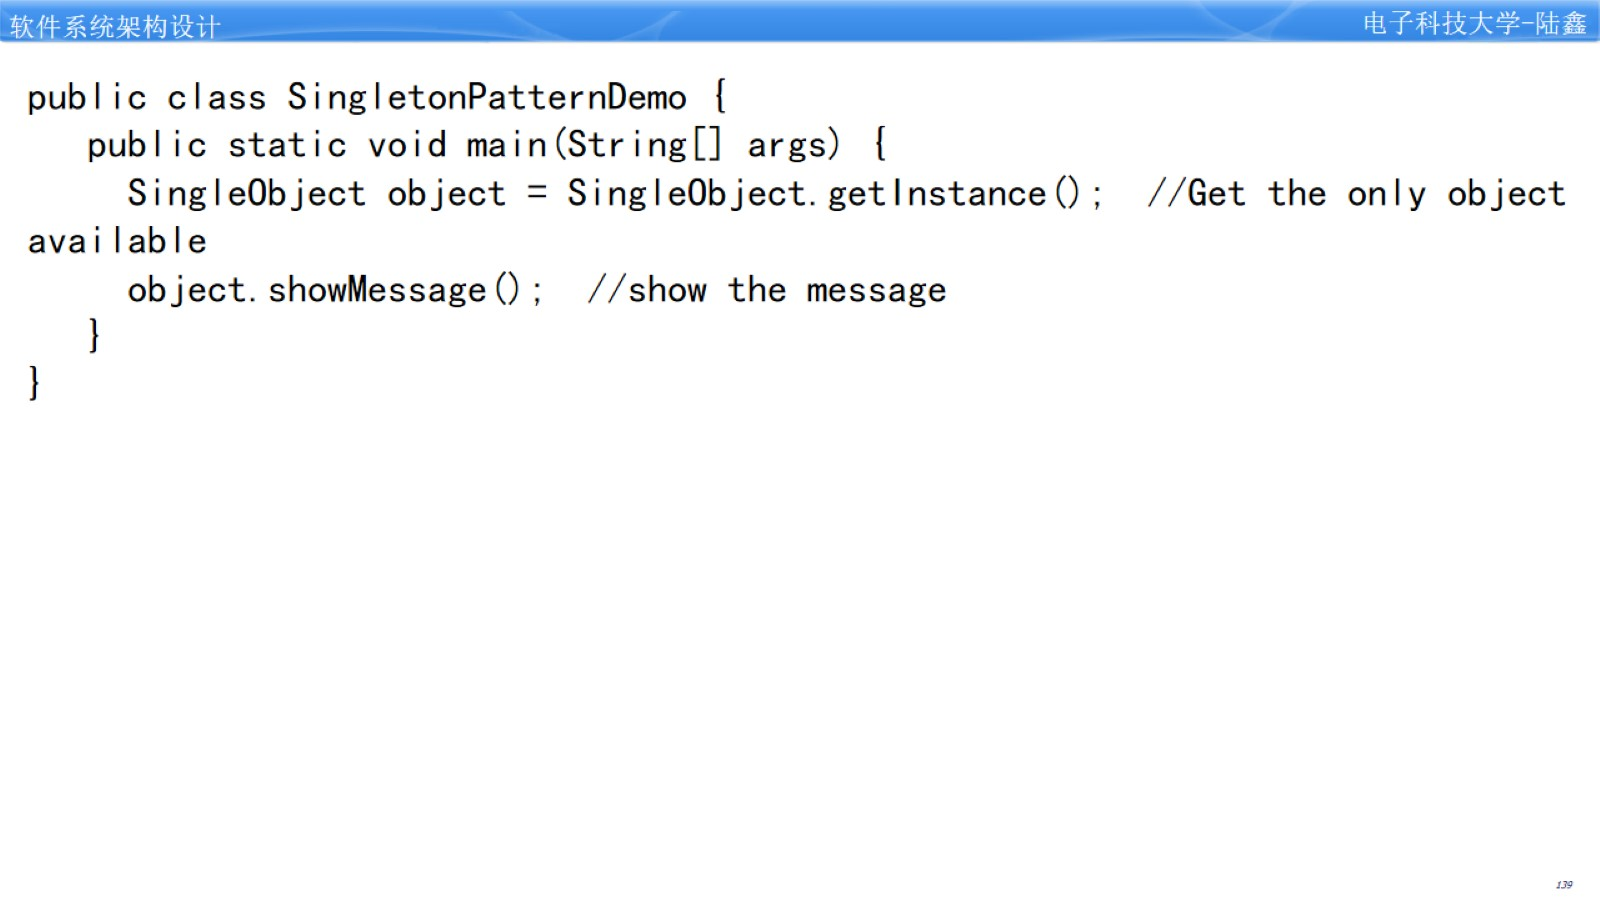 软件系统架构设计
电子科技大学-陆鑫
public class SingletonPatternDemo {
public static void main(String[] args) {
SingleObject object = SingleObject.getInstance(); //Get the only object
available
object.showMessage(); //show the message
}
}
139